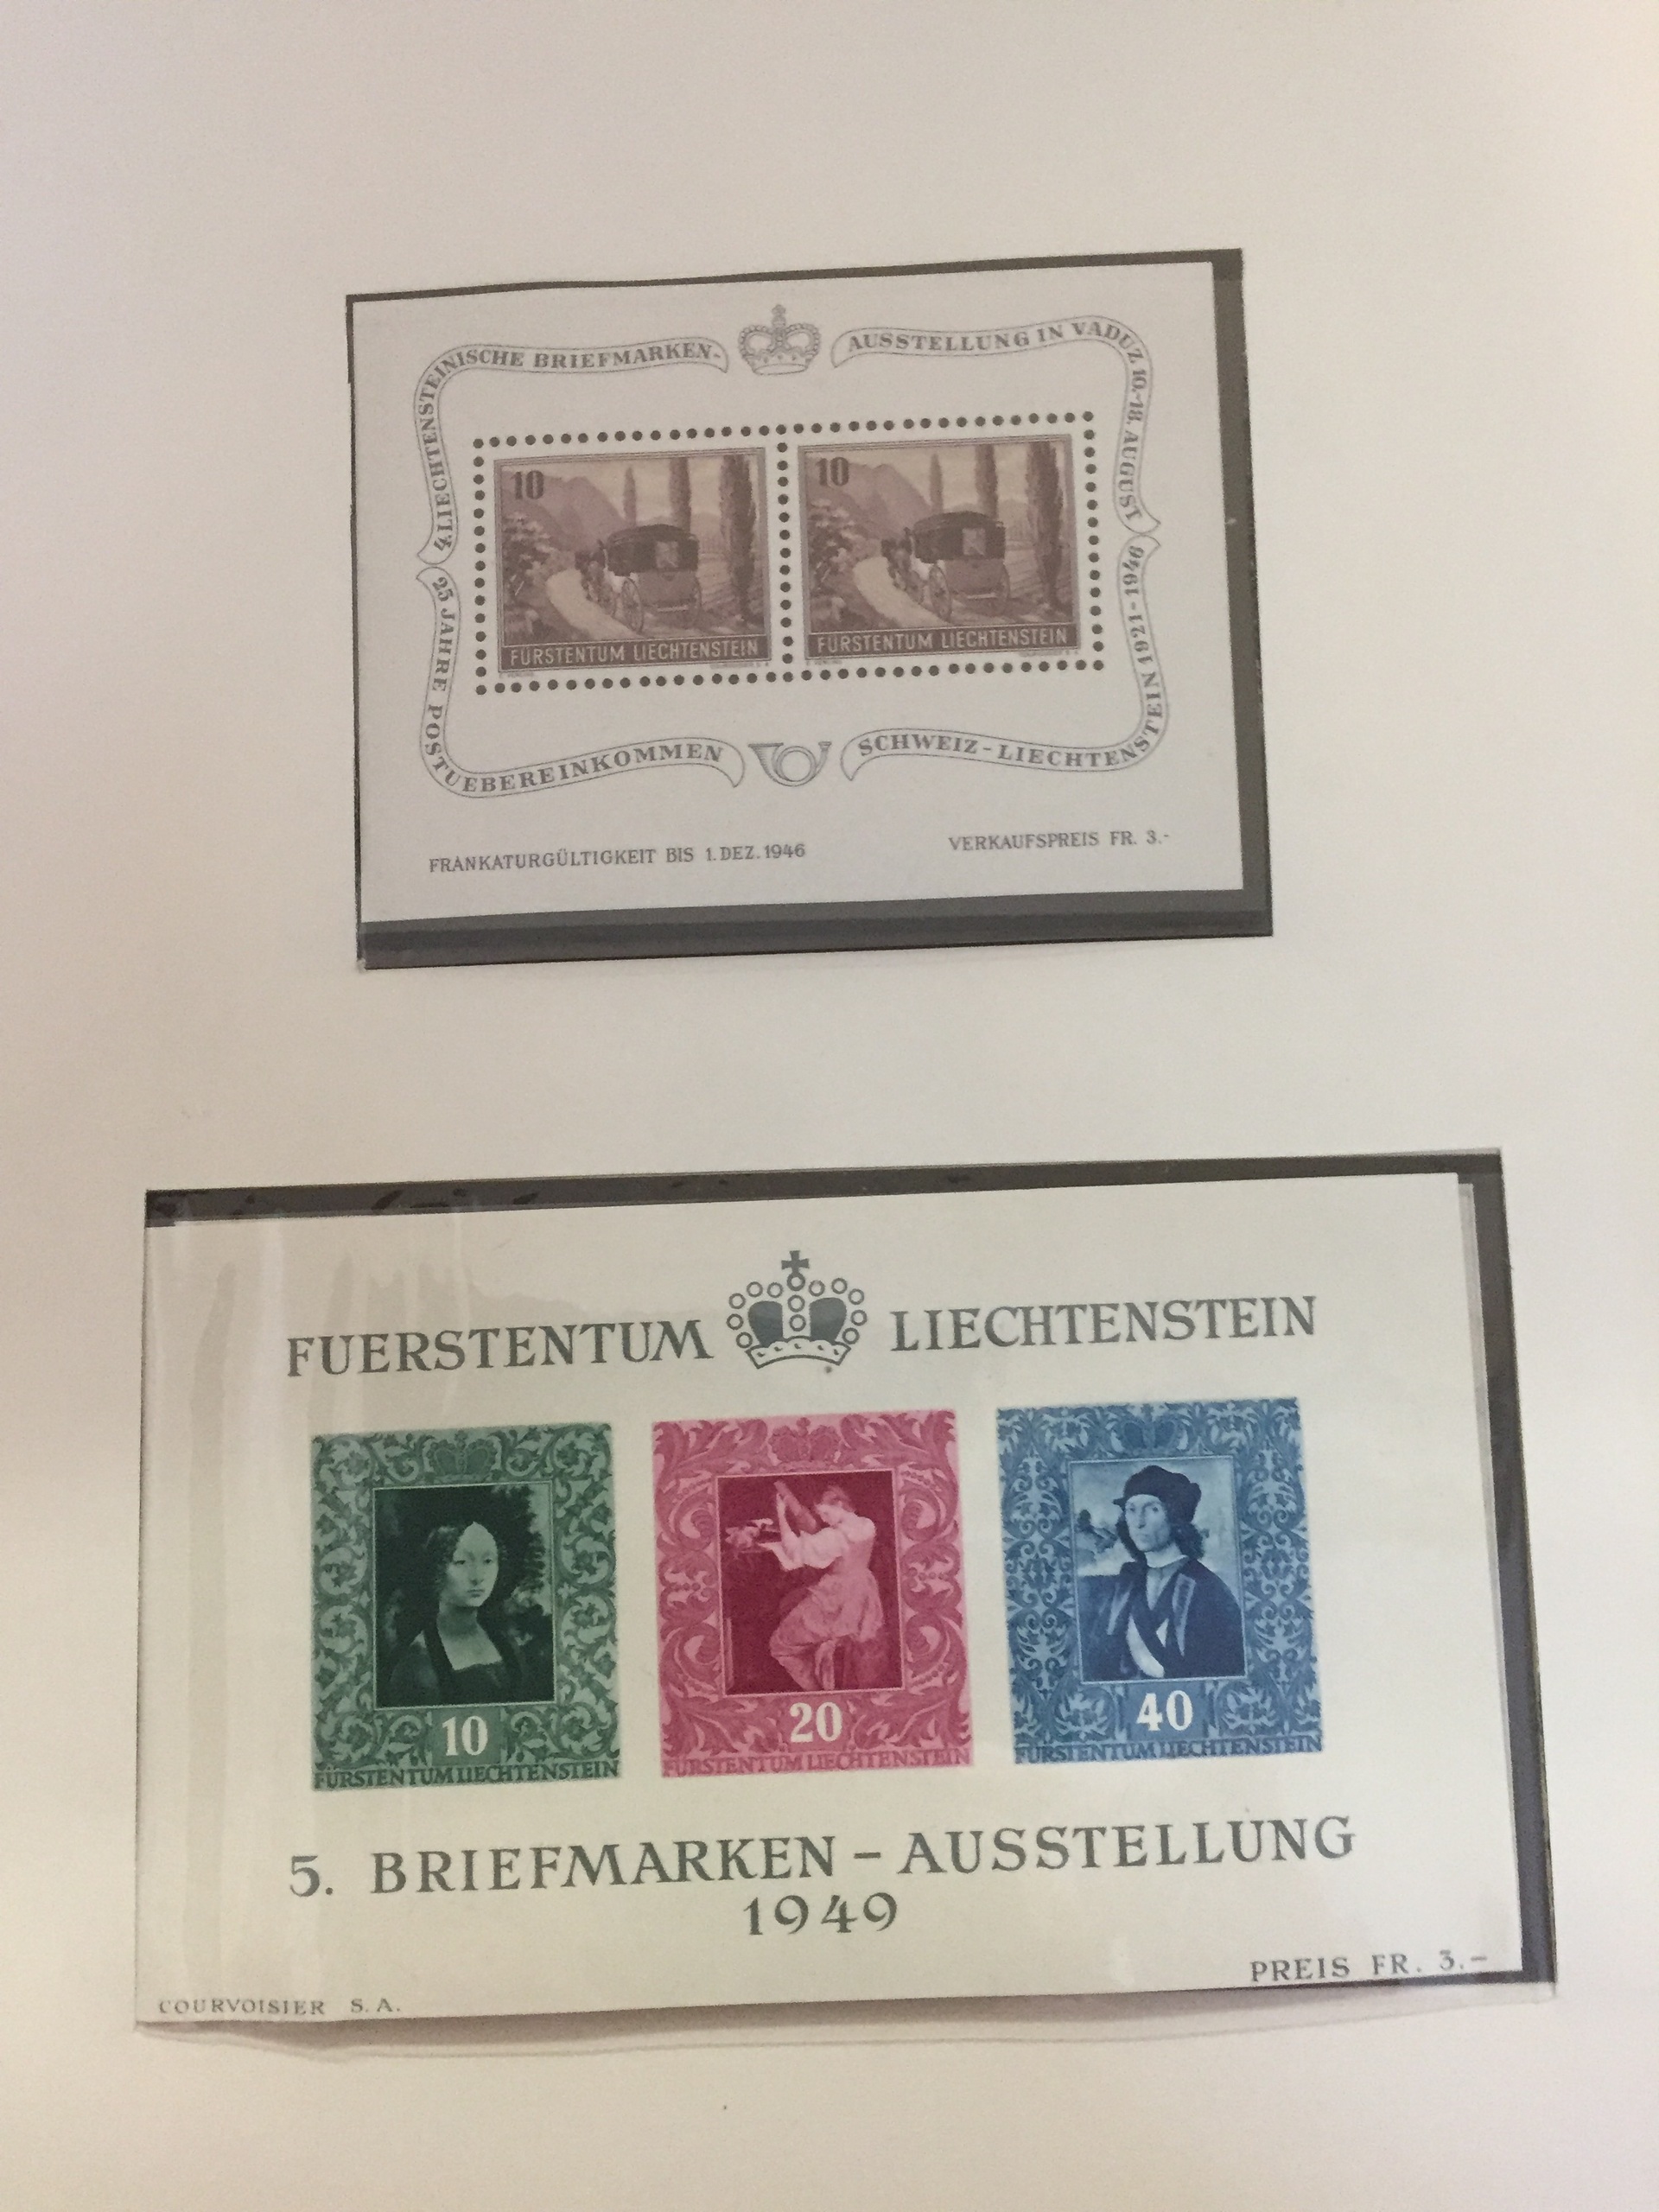 4. LIECHTENSTEINISCHE BRIEFMARKEN-
AUSSTELLUNG IN VADUZ 10.-18. AUGUST
10
10
FÜRSTENTUM LIECHTENSTEIN
FÜRSTENTUM LIECHTENSTEIN
25 JAHRE POSTUEBEREINKOMMEN
SCHWEIZ-LIECHTENSTEIN 1921-1946
FRANKATURGÜLTIGKEIT BIS 1. DEZ. 1946
VERKAUFSPREIS FR. 3.-
FUERSTENTUM LIECHTENSTEIN
10
20
40
FÜRSTENTUM LIECHTENSTEIN
FÜRSTENTUM LIECHTENSTEIN
FÜRSTENTUM LIECHTENSTEIN
5. BRIEFMARKEN - AUSSTELLUNG
1949
PREIS FR. 3.-
COURVOISIER S.A.